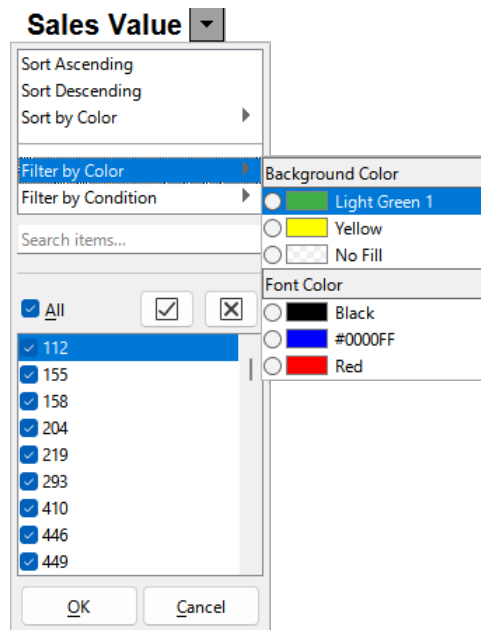 Sales Value
Sort Ascending
Sort Descending
Sort by Color
Filter by Color
Filter by Condition
Search items...
All
112
155
158
204
219
293
410
446
449
OK
Cancel
Background Color
Light Green 1
Yellow
No Fill
Font Color
Black
#0000FF
Red